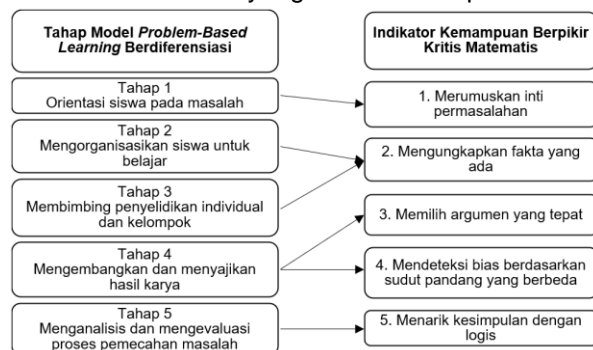 Tahap Model Problem-Based
Learning Berdiferensiasi
Indikator Kemampuan Berpikir
Kritis Matematis
Tahap 1
Orientasi siswa pada masalah
1. Merumuskan inti
permasalahan
Tahap 2
Mengorganisasikan siswa untuk
belajar
2. Mengungkapkan fakta yang
ada
Tahap 3
Membimbing penyelidikan individual
dan kelompok
3. Memilih argumen yang tepat
Tahap 4
Mengembangkan dan menyajikan
hasil karya
4. Mendeteksi bias berdasarkan
sudut pandang yang berbeda
Tahap 5
Menganalisis dan mengevaluasi
proses pemecahan masalah
5. Menarik kesimpulan dengan
logis